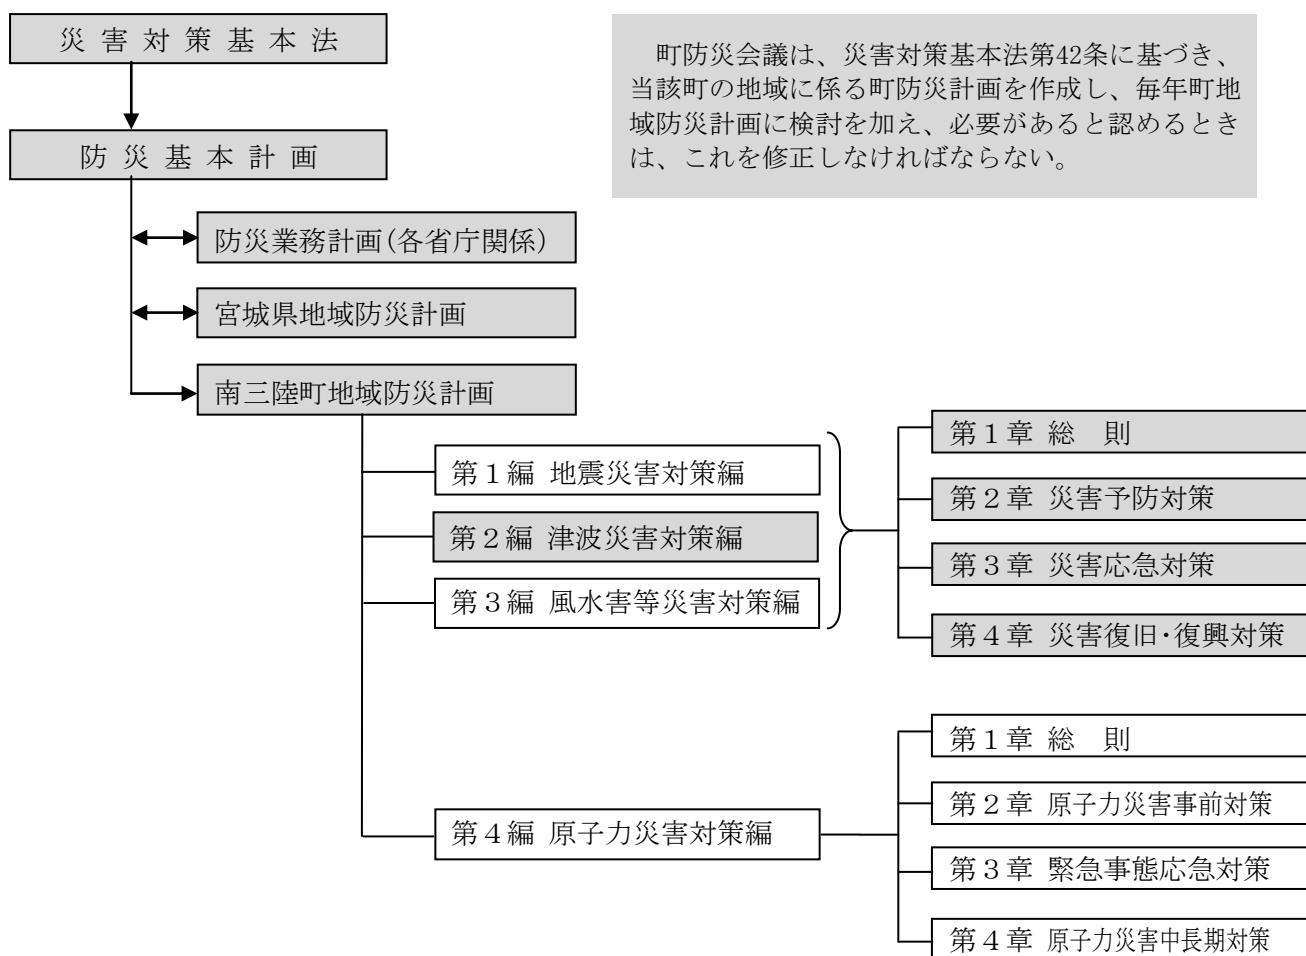 災害対策基本法
町防災会議は、災害対策基本法第42条に基づき、
当該町の地域に係る町防災計画を作成し、毎年町地
域防災計画に検討を加え、必要があると認めるとき
は、これを修正しなければならない。
防災基本計画
防災業務計画(各省庁関係)
宮城県地域防災計画
南三陸町地域防災計画
第1編 地震災害対策編
第2編 津波災害対策編
第3編 風水害等災害対策編
第1章 総 則
第2章 災害予防対策
第3章 災害応急対策
第4章 災害復旧・復興対策
第4編 原子力災害対策編
第1章 総 則
第2章 原子力災害事前対策
第3章 緊急事態応急対策
第4章 原子力災害中長期対策